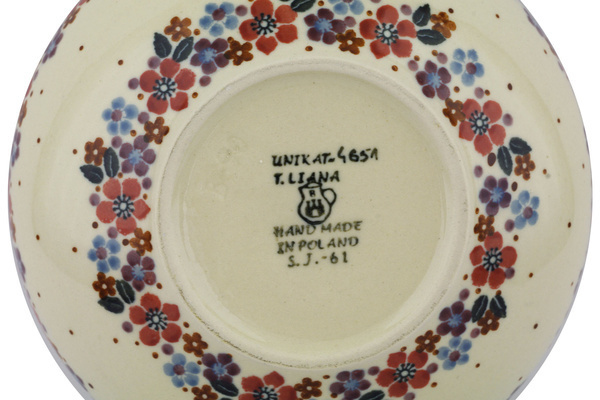 UNIKAT-4651
T. LIANA
HAND MADE
IN POLAND
S.J.-61